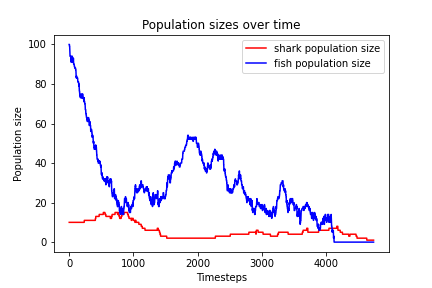 Population sizes over time
shark population size
fish population size
Population size
100
80
60
40
20
0
0
1000
2000
3000
4000
Timesteps